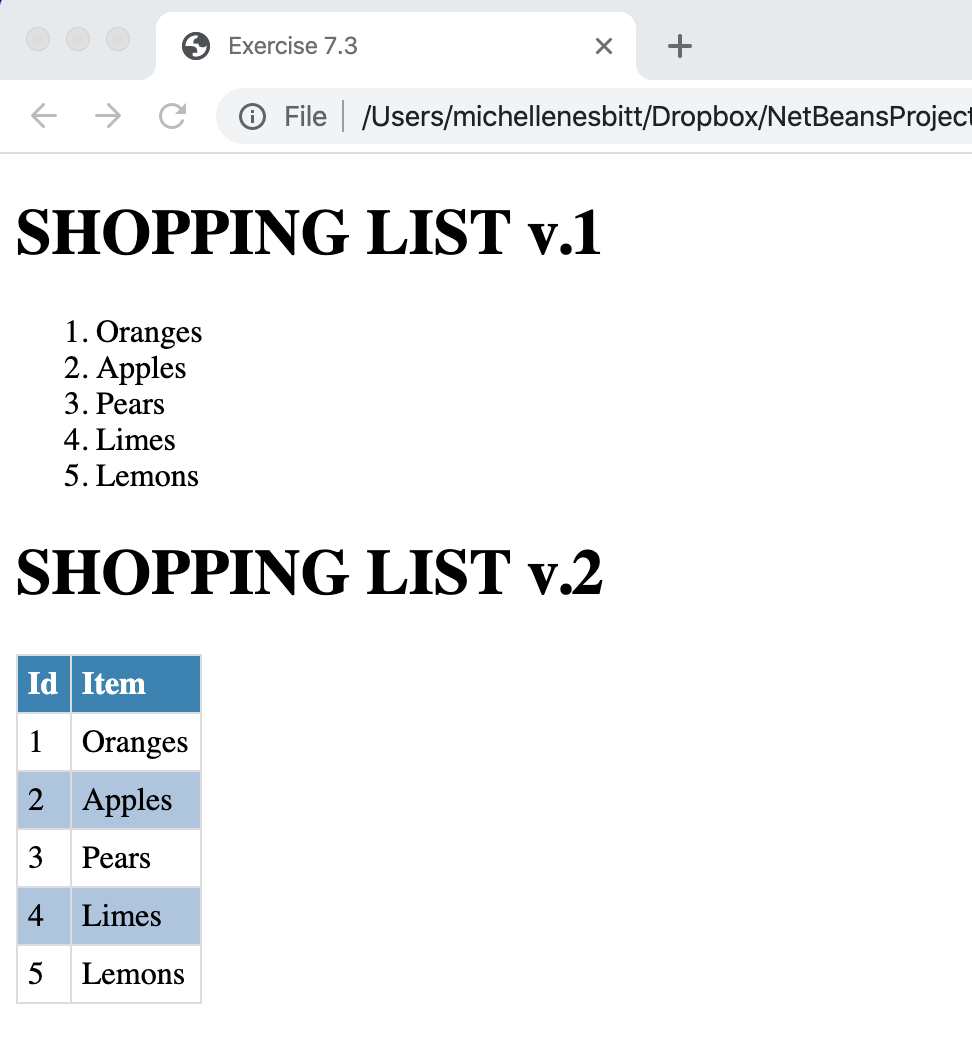 Exercise 7.3
File /Users/michellenesbitt/Dropbox/NetBeansProject
SHOPPING LIST v.1
1. Oranges
2. Apples
3. Pears
4. Limes
5. Lemons
SHOPPING LIST v.2
Id Item
1 Oranges
2 Apples
3 Pears
4 Limes
5 Lemons